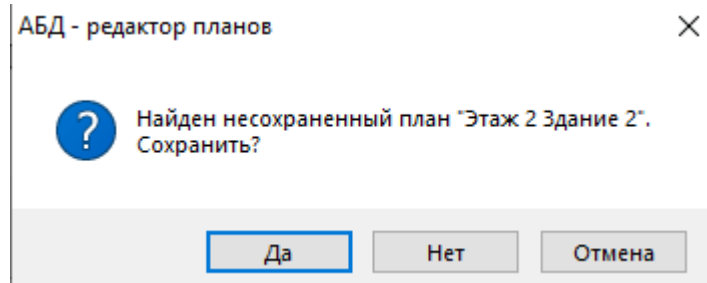 АБД - редактор планов
Найден несохраненный план "Этаж 2 Здание 2".
Сохранить?
Да Нет Отмена